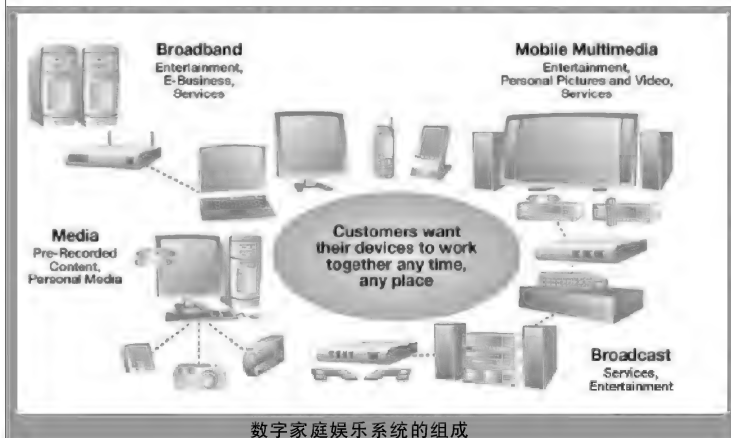 Broadband
Entertainment,
E-Business,
Services
Mobile Multimedia
Entertainment,
Personal Pictures and Video,
Services
Media
Pre-Recorded
Content,
Personal Media
Customers want
their devices to work
together any time,
any place
Broadcast
Services,
Entertainment
数字家庭娱乐系统的组成